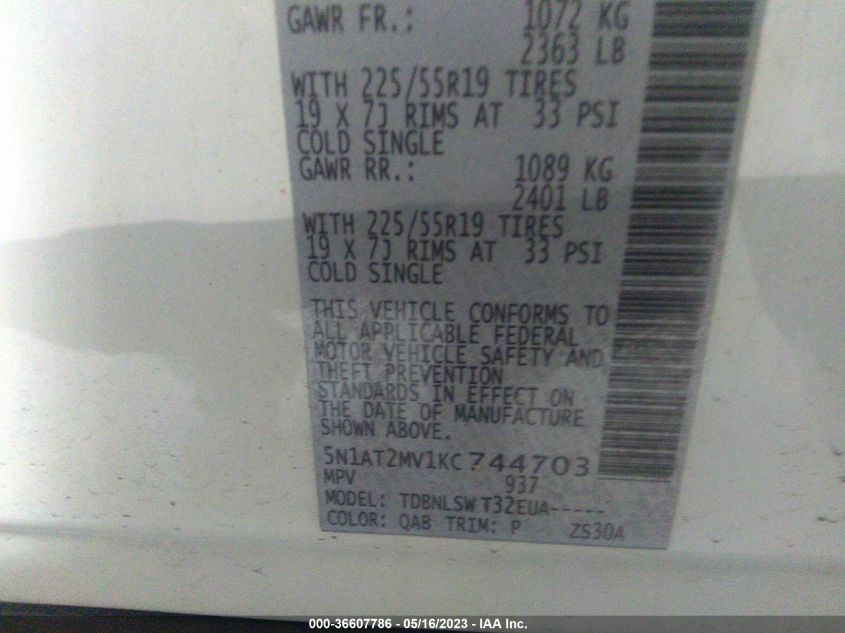 GAWR FR.: 1072 KG
2363 LB
WITH 225/55R19 TIRES
19 X 7J RIMS AT 33 PSI
COLD SINGLE
GAWR RR.: 1089 KG
2401 LB
WITH 225/55R19 TIRES
19 X 7J RIMS AT 33 PSI
COLD SINGLE
THIS VEHICLE CONFORMS TO
ALL APPLICABLE FEDERAL
MOTOR VEHICLE SAFETY AND
THEFT PREVENTION
STANDARDS IN EFFECT ON
THE DATE OF MANUFACTURE
SHOWN ABOVE.
5N1AT2MV1KC744703
MPV 937
MODEL: TDBNLSW T32EUA-----
COLOR: QAB TRIM: P ZS30A
000-36607786 - 05/16/2023 - IAA Inc.